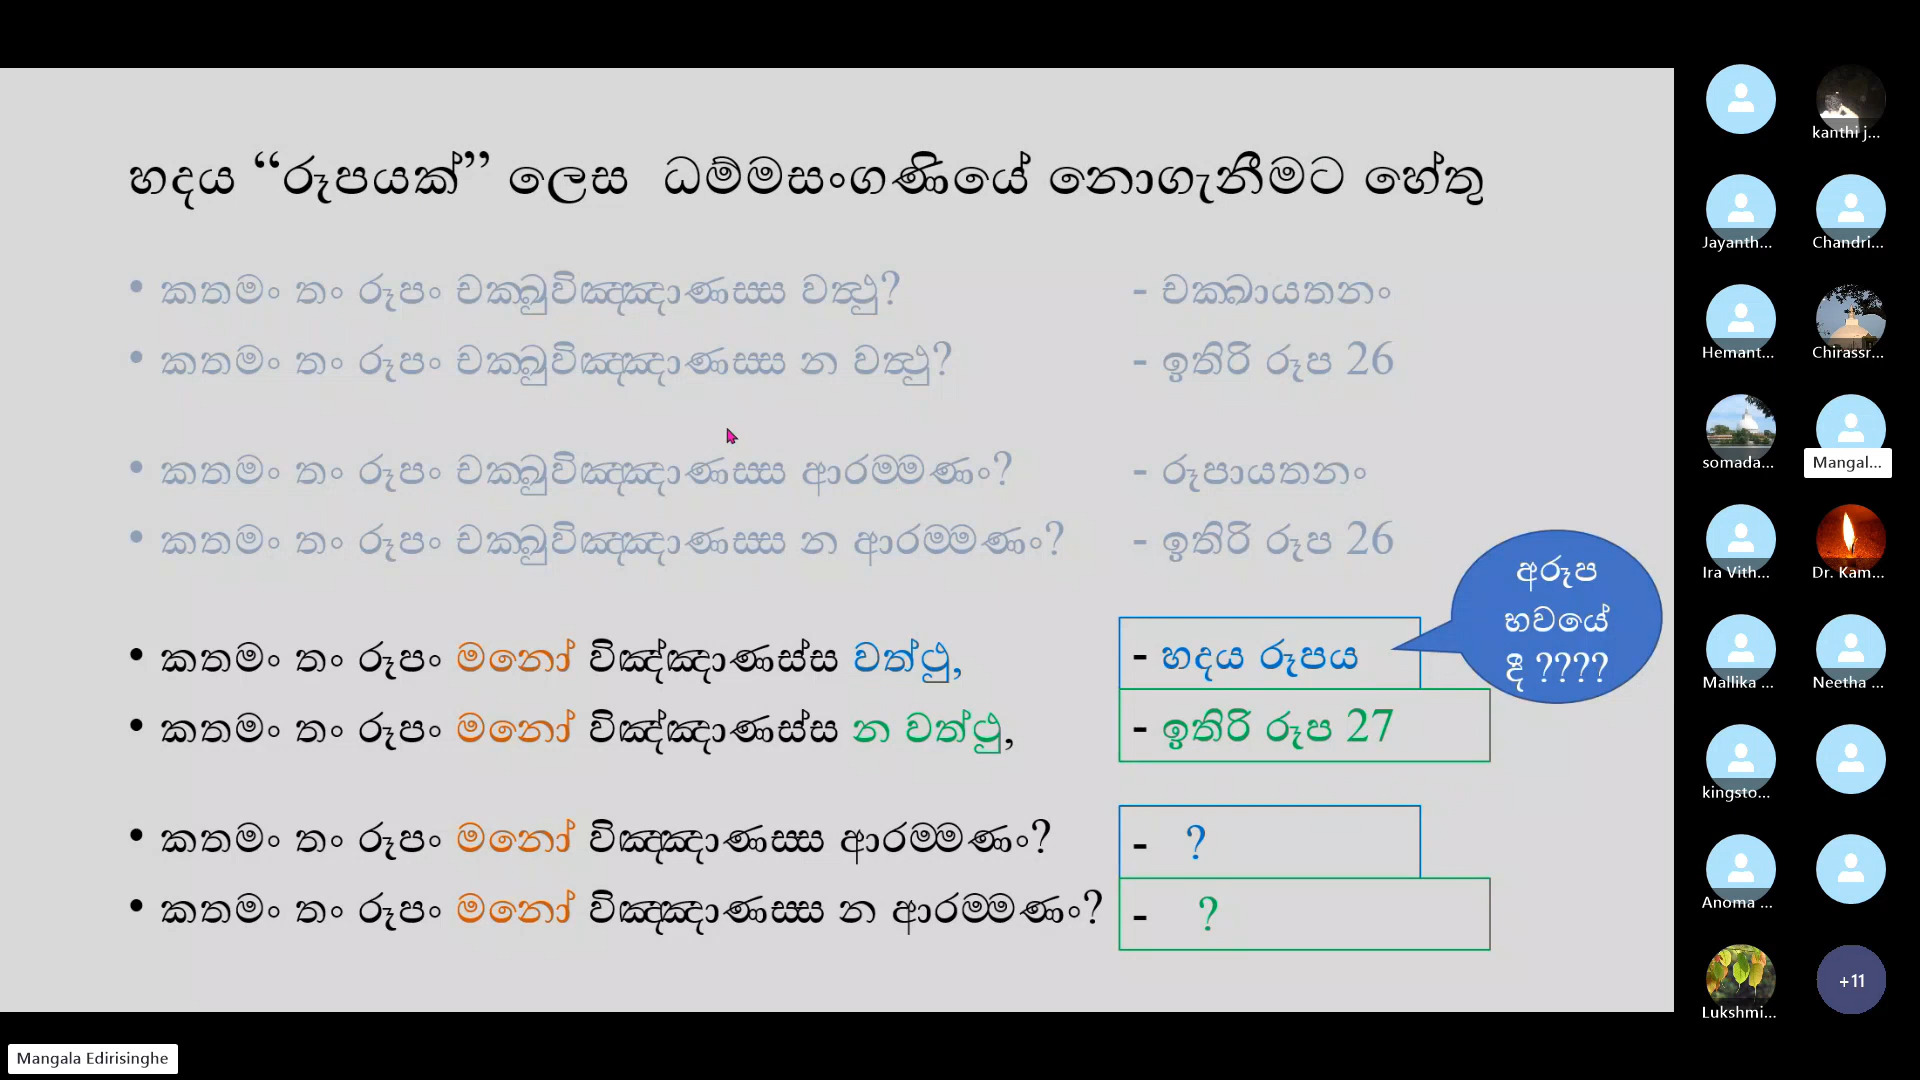 හදය “රූපයක්” ලෙස ධම්මසංගණියේ නොගැනීමට හේතු
• කතමං තං රූපං චක්‍ඛුවිඤ්‍ඤාණස්‍ස වත්‍ථු? - චක්‍ඛායතනං
• කතමං තං රූපං චක්‍ඛුවිඤ්‍ඤාණස්‍ස න වත්‍ථු? - ඉතිරි රූප 26
• කතමං තං රූපං චක්‍ඛුවිඤ්‍ඤාණස්‍ස ආරම්‍මණං? - රූපායතනං
• කතමං තං රූපං චක්‍ඛුවිඤ්‍ඤාණස්‍ස න ආරම්‍මණං? - ඉතිරි රූප 26
අරූප
භවයේ
දී ????
• කතමං තං රූපං මනෝ විඤ්ඤාණස්ස වත්ථු, - හදය රූපය
• කතමං තං රූපං මනෝ විඤ්ඤාණස්ස න වත්ථු, - ඉතිරි රූප 27
• කතමං තං රූපං මනෝ විඤ්‍ඤාණස්‍ස ආරම්‍මණං? - ?
• කතමං තං රූපං මනෝ විඤ්‍ඤාණස්‍ස න ආරම්‍මණං? - ?
kanthi j...
Jayanth... Chandri...
Hemant... Chirassr...
somada... Mangal...
Ira Vith... Dr. Kam...
Mallika ... Neetha ...
kingsto...
Anoma ...
Lukshmi... +11
Mangala Edirisinghe